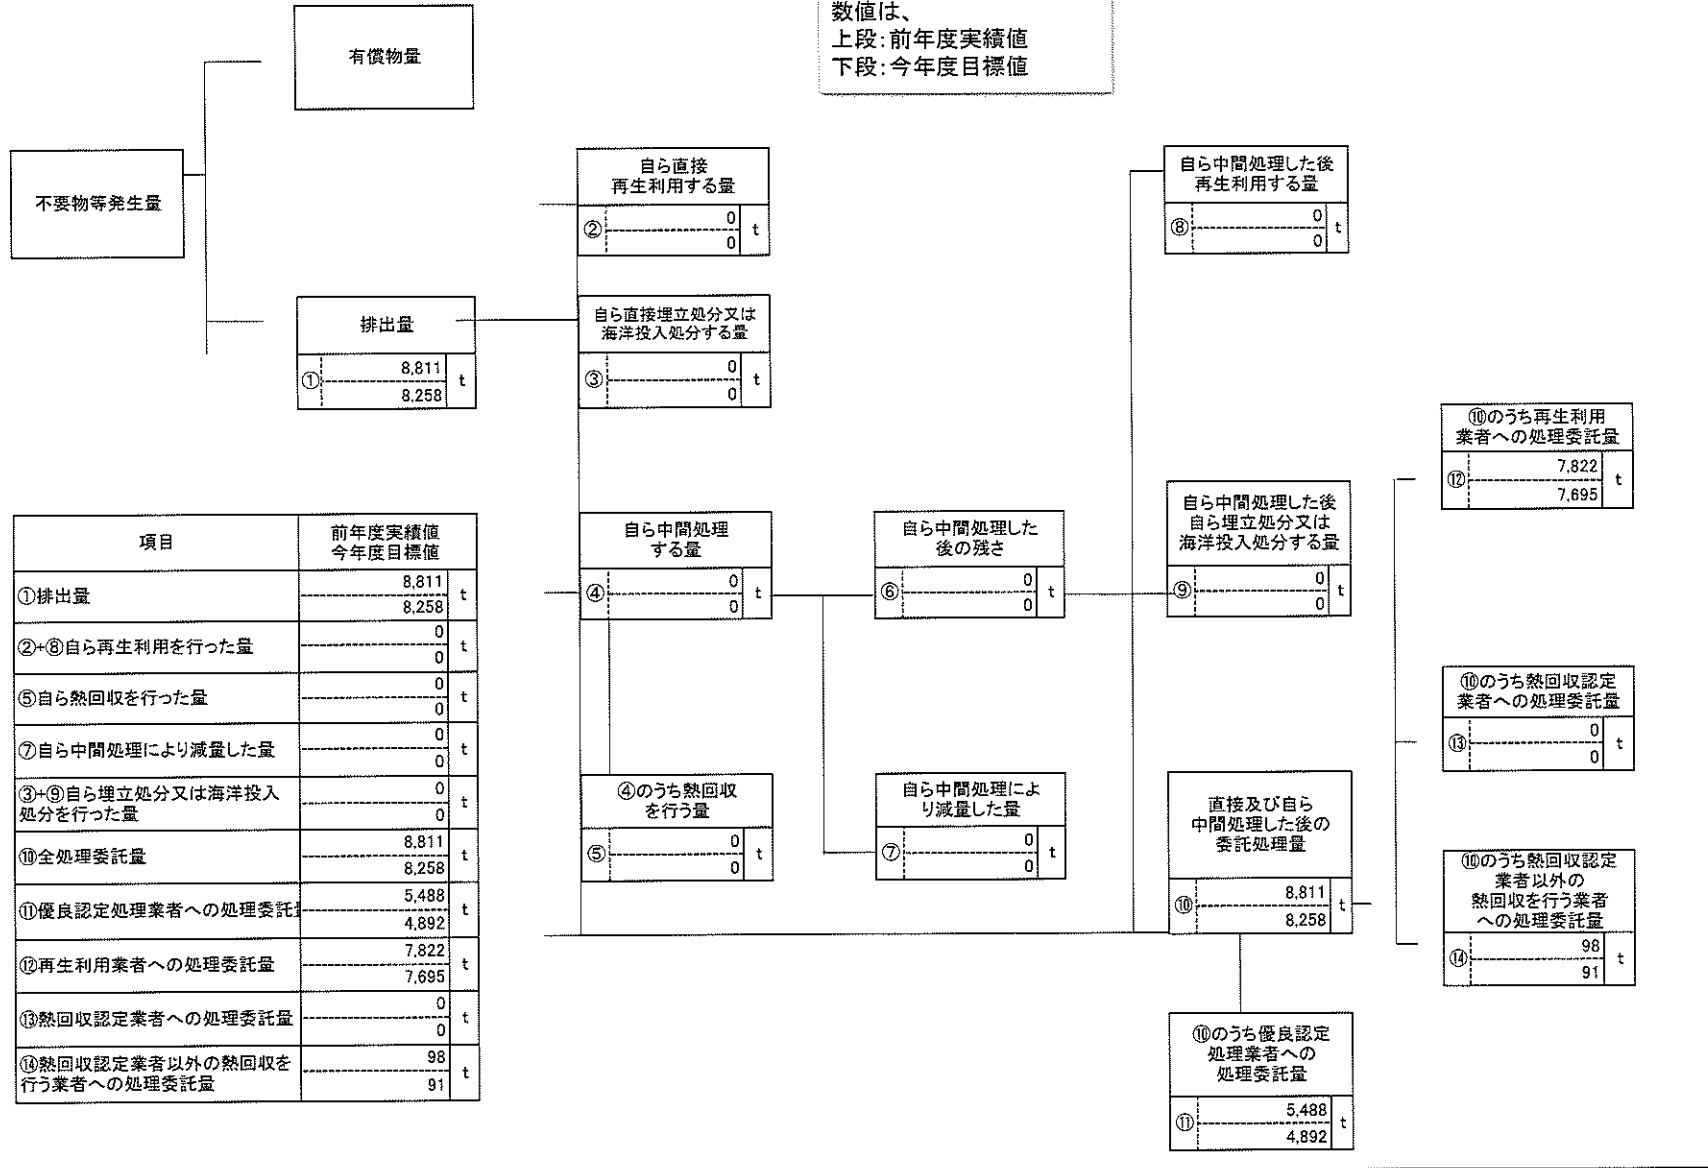 数値は、
上段:前年度実績値
下段:今年度目標値
有償物量
不要物等発生量
排出量
① 8,811 t
8,258
自ら直接
再生利用する量
② 0 t
0
自ら直接埋立処分又は
海洋投入処分する量
③ 0 t
0
自ら中間処理
する量
④ 0 t
0
④のうち熱回収
を行う量
⑤ 0 t
0
自ら中間処理した
後の残さ
⑥ 0 t
0
自ら中間処理によ
り減量した量
⑦ 0 t
0
自ら中間処理した後
再生利用する量
⑧ 0 t
0
自ら中間処理した後
自ら埋立処分又は
海洋投入処分する量
⑨ 0 t
0
直接及び自ら
中間処理した後の
委託処理量
⑩ 8,811 t
8,258
⑩のうち優良認定
処理業者への
処理委託量
⑪ 5,488 t
4,892
⑩のうち再生利用
業者への処理委託量
⑫ 7,822 t
7,695
⑩のうち熱回収認定
業者への処理委託量
⑬ 0 t
0
⑩のうち熱回収認定
業者以外の
熱回収を行う業者
への処理委託量
⑭ 98 t
91
項目 前年度実績値
今年度目標値
①排出量 8,811 t
8,258
②+⑧自ら再生利用を行った量 0 t
0
⑤自ら熱回収を行った量 0 t
0
⑦自ら中間処理により減量した量 0 t
0
③+⑨自ら埋立処分又は海洋投入 0 t
処分を行った量 0
⑩全処理委託量 8,811 t
8,258
⑪優良認定処理業者への処理委託 5,488 t
4,892
⑫再生利用業者への処理委託量 7,822 t
7,695
⑬熱回収認定業者への処理委託量 0 t
0
⑭熱回収認定業者以外の熱回収を 98 t
行う業者への処理委託量 91